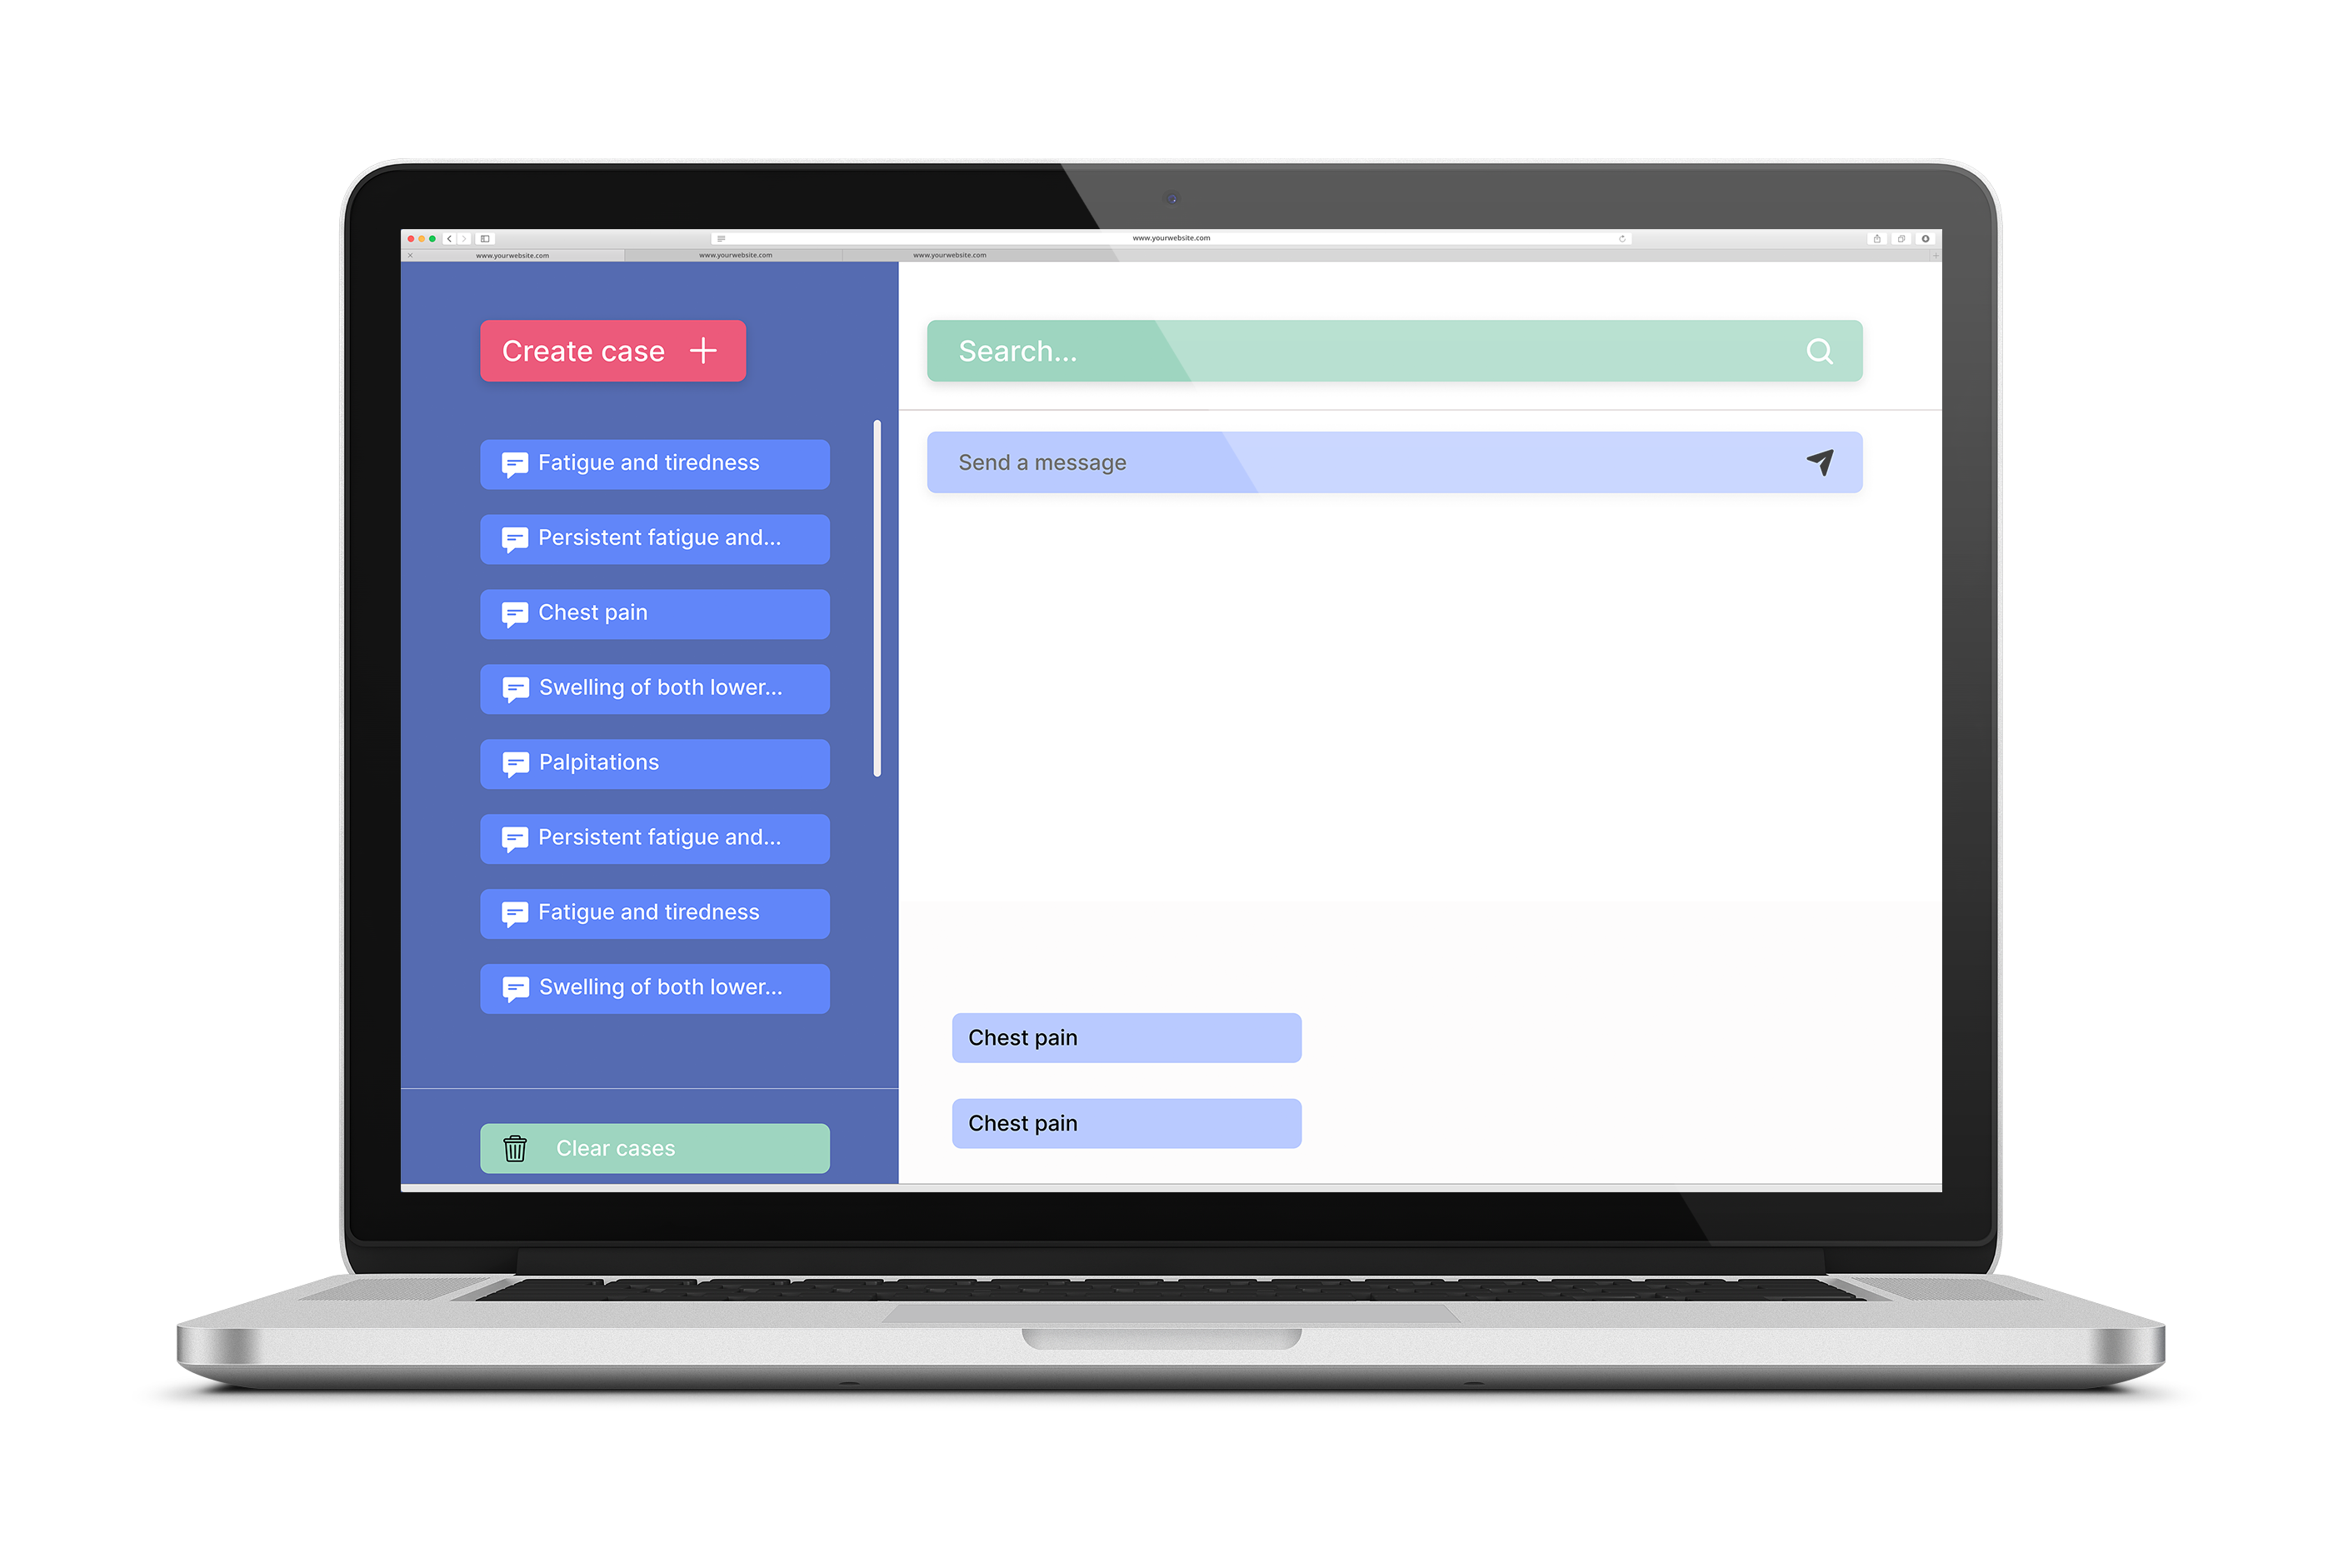 www.yourwebsite.com
www.yourwebsite.com
www.yourwebsite.com
www.yourwebsite.com
Create case
Fatigue and tiredness
Persistent fatigue and...
Chest pain
Swelling of both lower...
Palpitations
Persistent fatigue and...
Fatigue and tiredness
Swelling of both lower...
Clear cases
Search...
Send a message
Chest pain
Chest pain